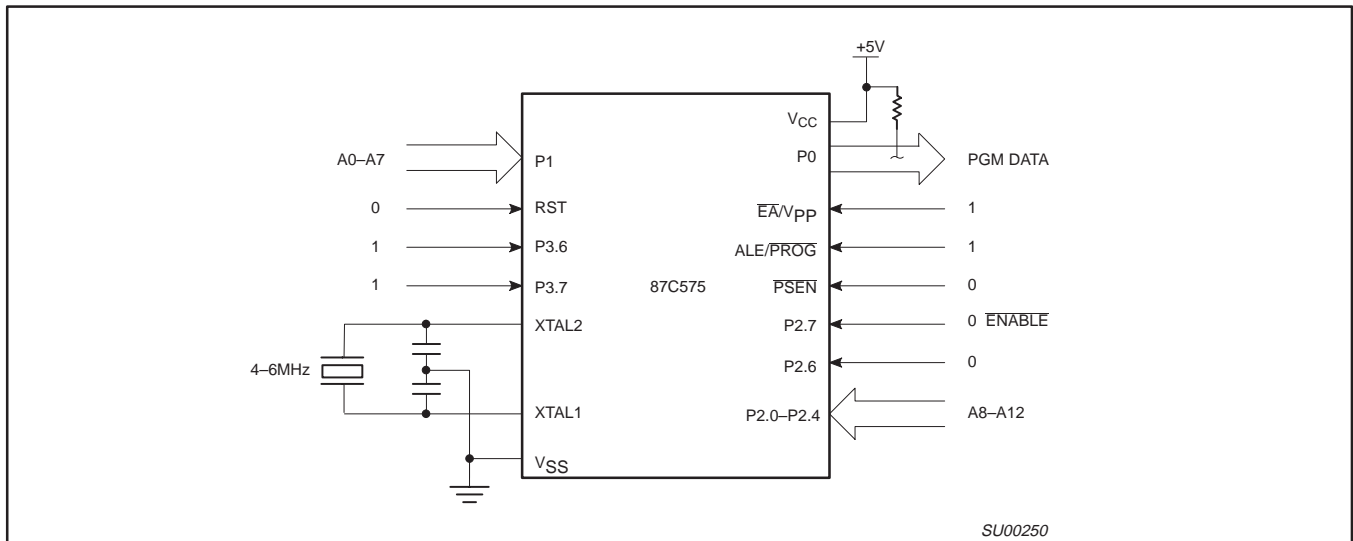 +5V
VCC
A0–A7
P1
P0
PGM DATA
0
RST
EA/VPP
1
1
P3.6
ALE/PROG
1
1
P3.7
87C575
PSEN
0
XTAL2
P2.7
0 ENABLE
4–6MHz
P2.6
0
XTAL1
P2.0–P2.4
A8–A12
VSS
SU00250